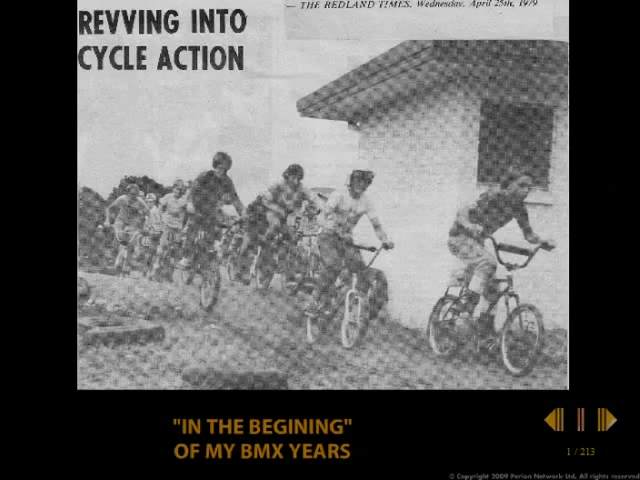 — THE REDLAND TIMES, Wednesday, April 25th, 1979
REVVING INTO
CYCLE ACTION
"IN THE BEGINING"
OF MY BMX YEARS
1 / 213
© Copyright 2009 Perion Network Ltd. All rights reserved